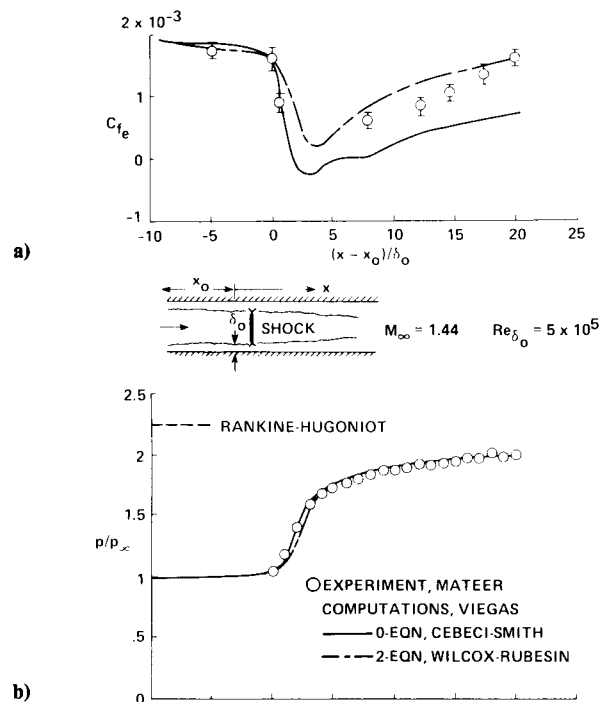 2 × 10⁻³
a)
1
0
-1
C_fe
-10 -5 0 5 10 15 20
(x − x₀)/δ₀
x₀ x
δ₀ SHOCK M∞ = 1.44 Re_δ₀ = 5 x 10⁵
2.5
RANKINE-HUGONIOT
2
1.5
p/p∞
1
EXPERIMENT, MATEER
COMPUTATIONS, VIEGAS
.5
0-EQN, CEBECI-SMITH
2-EQN, WILCOX-RUBESIN
b)
0